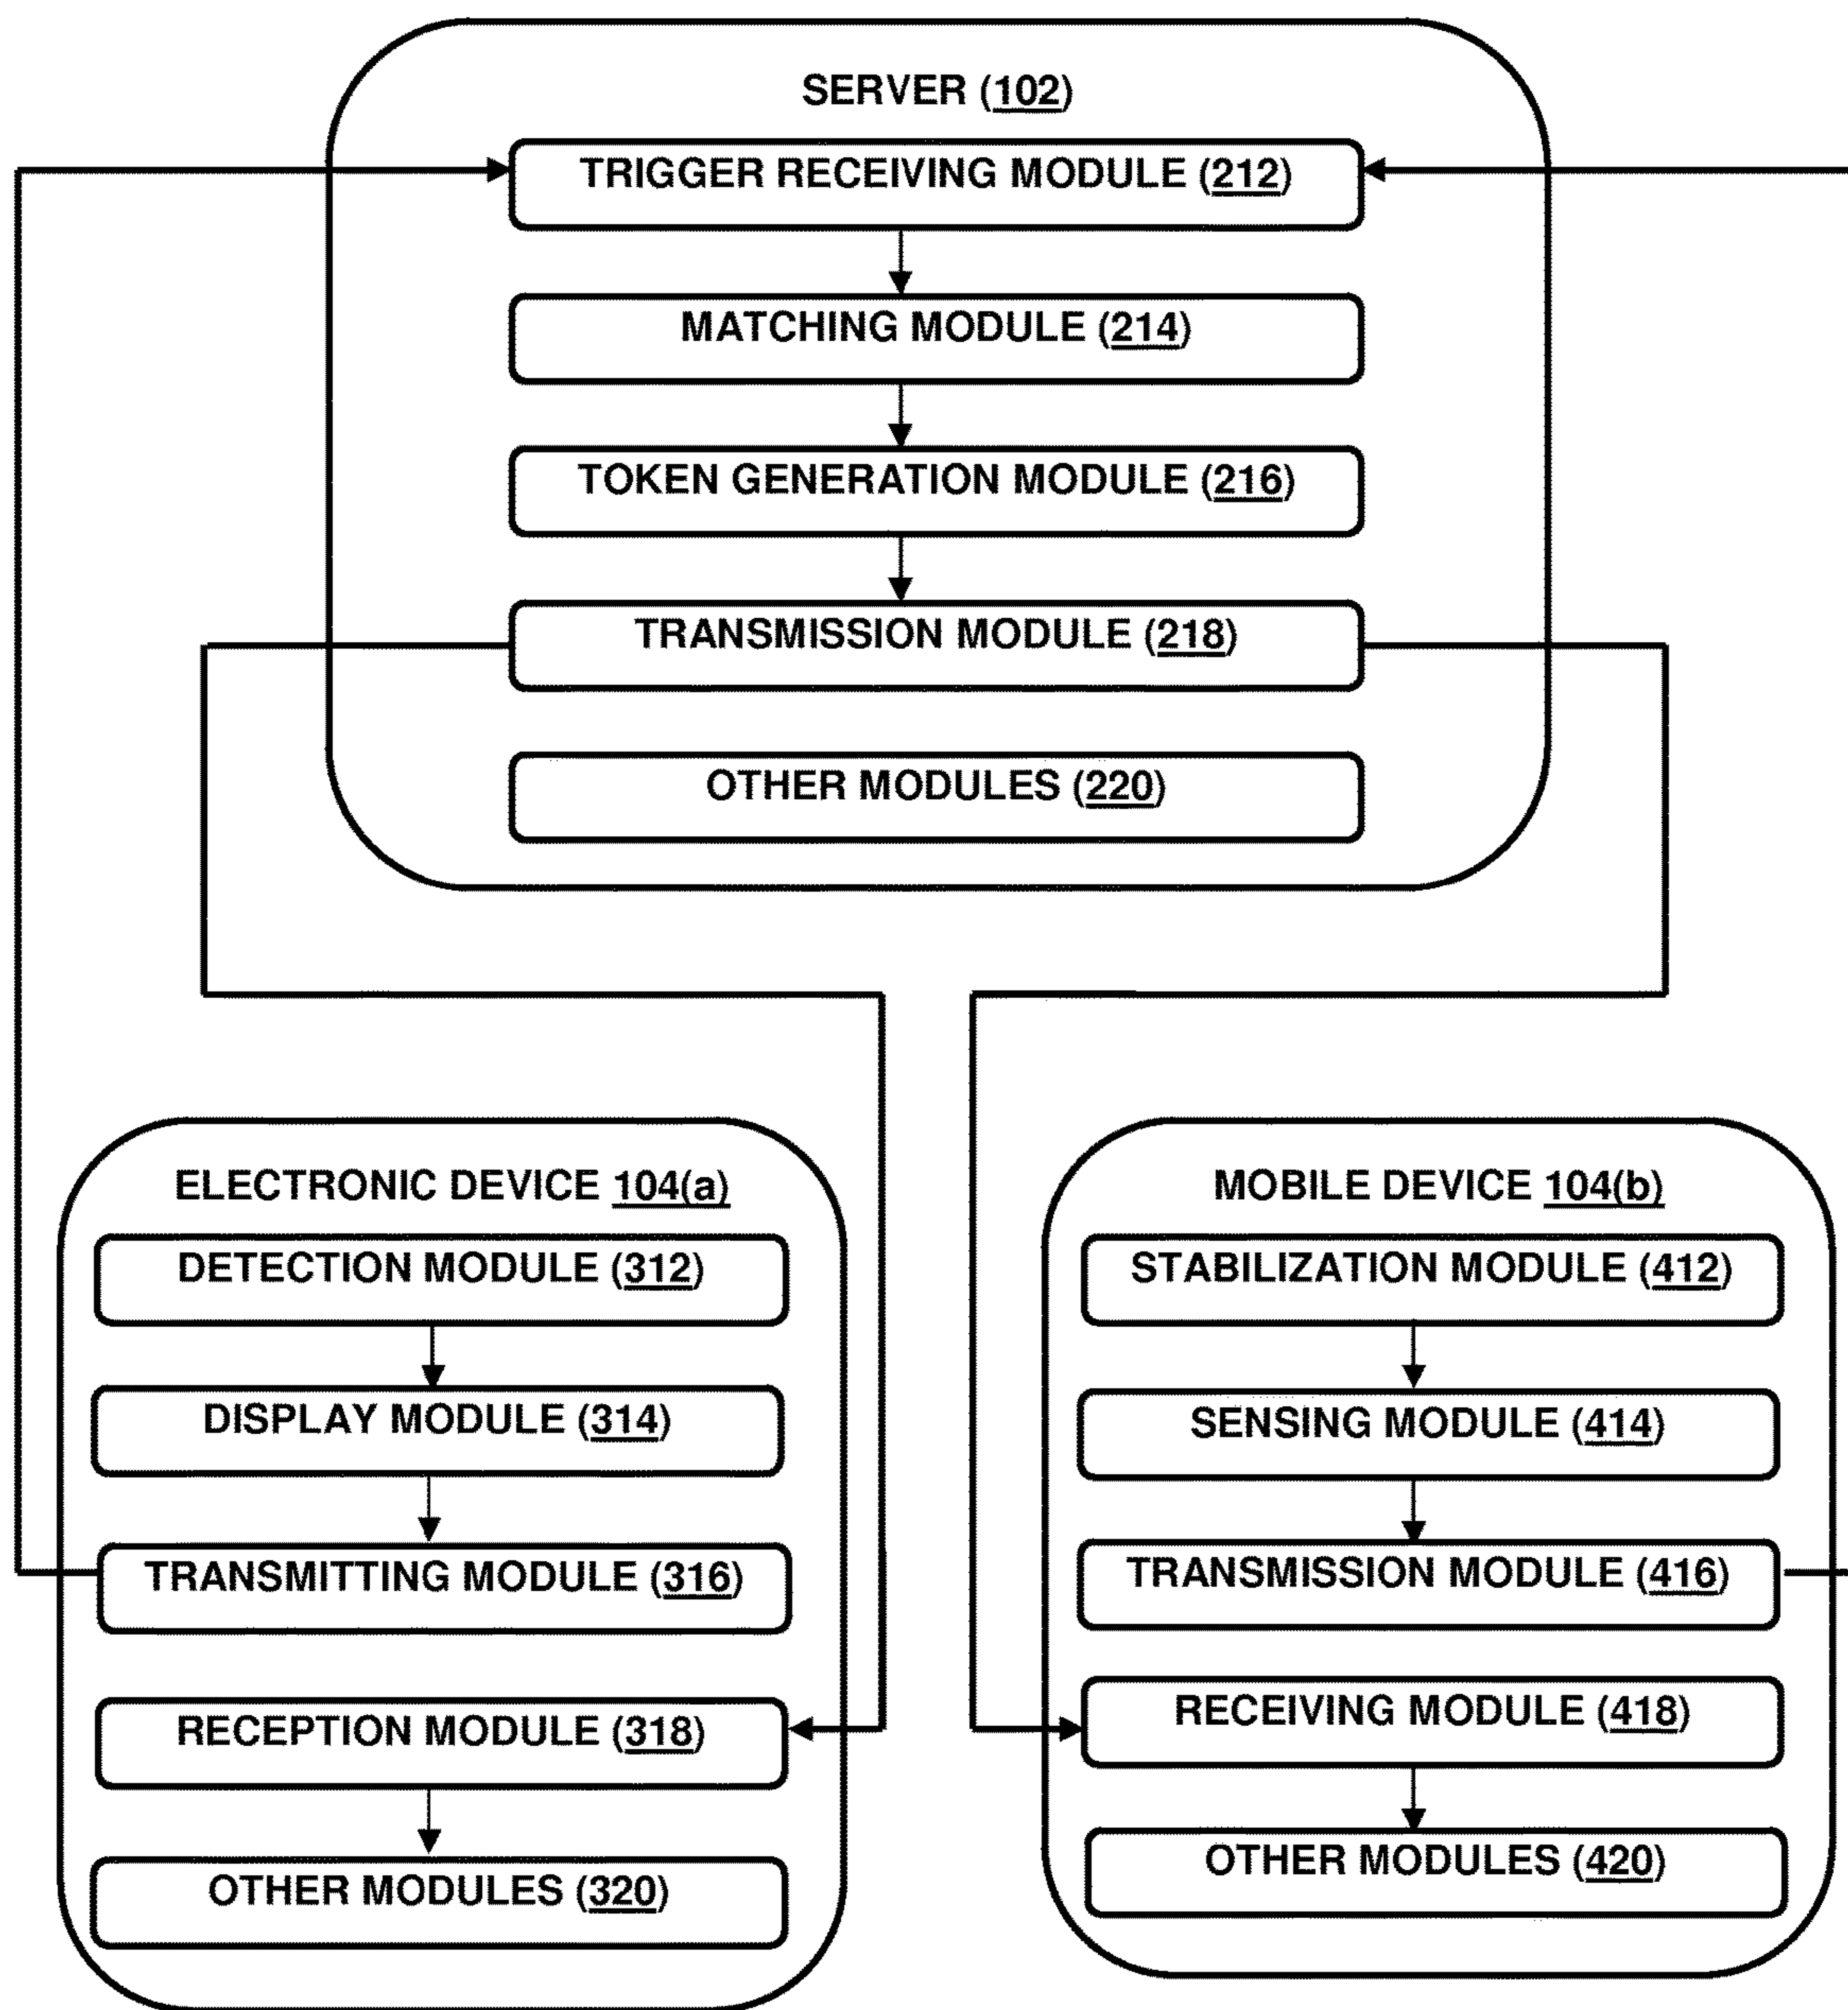 SERVER (102)
TRIGGER RECEIVING MODULE (212)
MATCHING MODULE (214)
TOKEN GENERATION MODULE (216)
TRANSMISSION MODULE (218)
OTHER MODULES (220)
ELECTRONIC DEVICE 104(a)
DETECTION MODULE (312)
DISPLAY MODULE (314)
TRANSMITTING MODULE (316)
RECEPTION MODULE (318)
OTHER MODULES (320)
MOBILE DEVICE 104(b)
STABILIZATION MODULE (412)
SENSING MODULE (414)
TRANSMISSION MODULE (416)
RECEIVING MODULE (418)
OTHER MODULES (420)